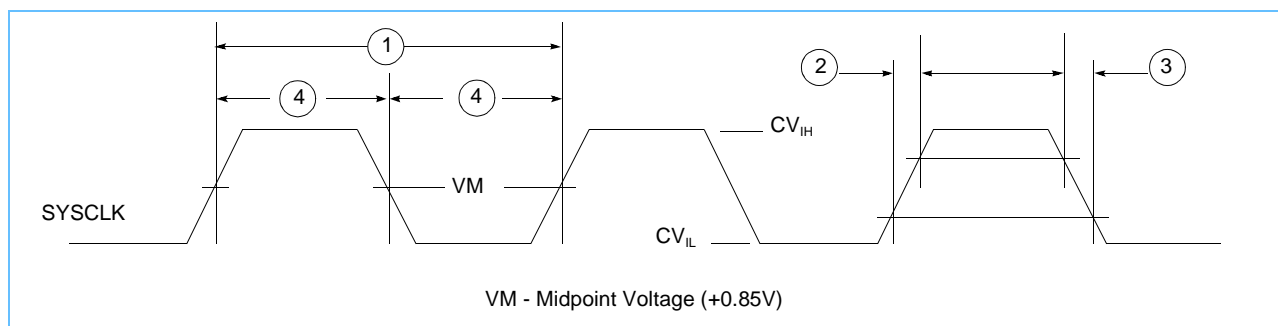 1
2
3
4
4
CV_IH
VM
SYSCLK
CV_IL
VM - Midpoint Voltage (+0.85V)